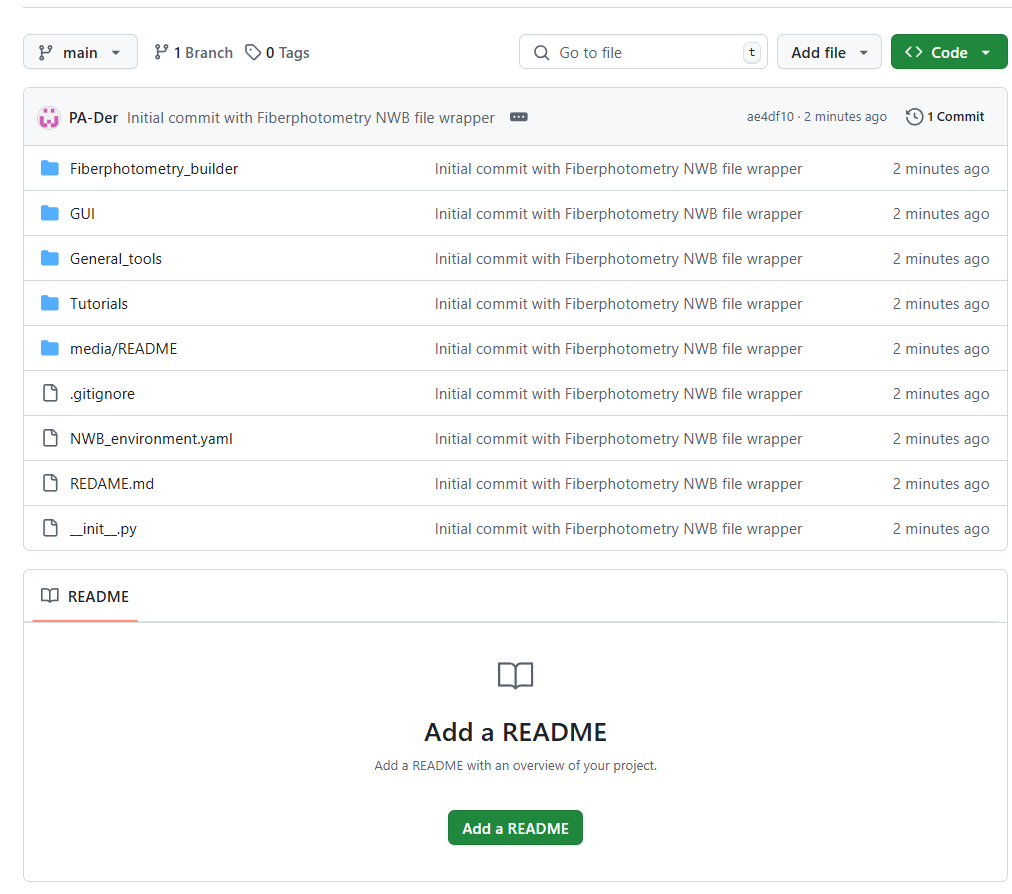 main 1 Branch 0 Tags Go to file t Add file Code
PA-Der Initial commit with Fiberphotometry NWB file wrapper ae4df10 · 2 minutes ago 1 Commit
Fiberphotometry_builder Initial commit with Fiberphotometry NWB file wrapper 2 minutes ago
GUI Initial commit with Fiberphotometry NWB file wrapper 2 minutes ago
General_tools Initial commit with Fiberphotometry NWB file wrapper 2 minutes ago
Tutorials Initial commit with Fiberphotometry NWB file wrapper 2 minutes ago
media/README Initial commit with Fiberphotometry NWB file wrapper 2 minutes ago
.gitignore Initial commit with Fiberphotometry NWB file wrapper 2 minutes ago
NWB_environment.yaml Initial commit with Fiberphotometry NWB file wrapper 2 minutes ago
REDAME.md Initial commit with Fiberphotometry NWB file wrapper 2 minutes ago
__init__.py Initial commit with Fiberphotometry NWB file wrapper 2 minutes ago
README
Add a README
Add a README with an overview of your project.
Add a README